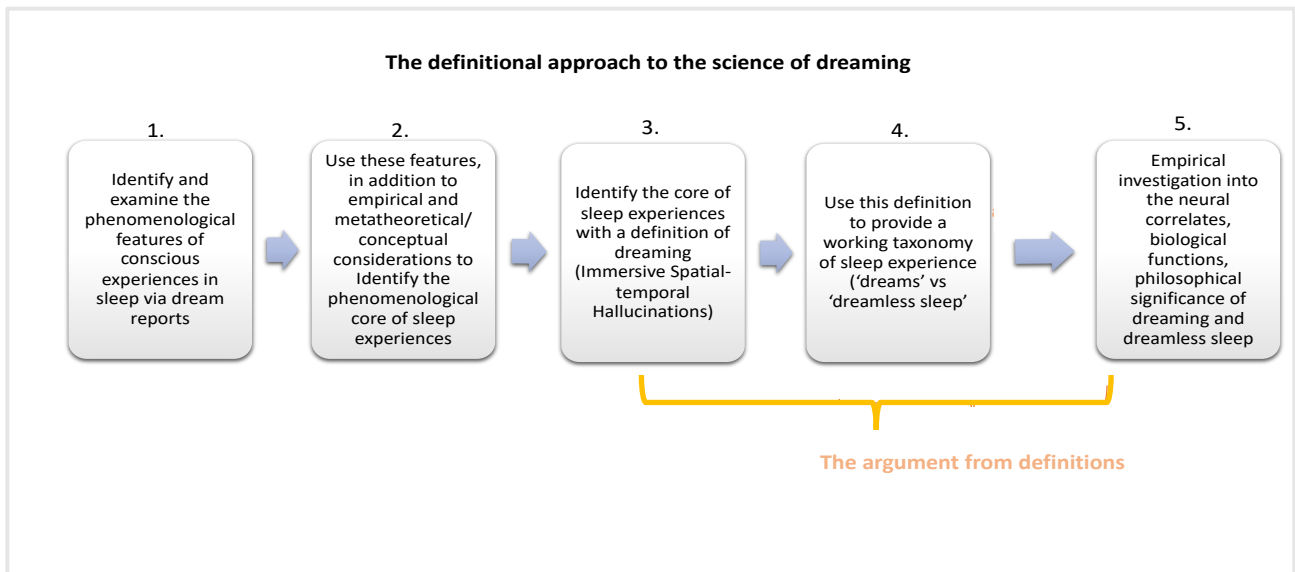 The definitional approach to the science of dreaming
1.
Identify and
examine the
phenomenological
features of
conscious
experiences in
sleep via dream
reports
2.
Use these features,
in addition to
empirical and
metatheoretical/
conceptual
considerations to
Identify the
phenomenological
core of sleep
experiences
3.
Identify the core of
sleep experiences
with a definition of
dreaming
(Immersive Spatial-
temporal
Hallucinations)
4.
Use this definition
to provide a
working taxonomy
of sleep experience
(‘dreams’ vs
‘dreamless sleep’
5.
Empirical
investigation into
the neural
correlates,
biological
functions,
philosophical
significance of
dreaming and
dreamless sleep
The argument from definitions